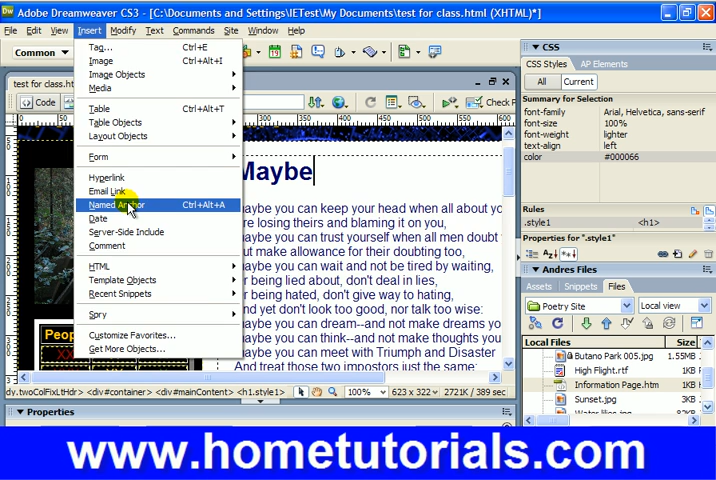 Adobe Dreamweaver CS3 - [C:\Documents and Settings\IETest\My Documents\test for class.html (XHTML)*]
File Edit View Insert Modify Text Commands Site Window Help
Common
Tag... Ctrl+E
Image Ctrl+Alt+I
Image Objects
Media
Table Ctrl+Alt+T
Table Objects
Layout Objects
Form
Hyperlink
Email Link
Named Anchor Ctrl+Alt+A
Date
Server-Side Include
Comment
HTML
Template Objects
Recent Snippets
Spry
Customize Favorites...
Get More Objects...
test for class.ht
Code
Check P
Maybe
maybe you can keep your head when all about yo
re losing theirs and blaming it on you,
maybe you can trust yourself when all men doubt
ut make allowance for their doubting too,
maybe you can wait and not be tired by waiting,
r being lied about, don't deal in lies,
r being hated, don't give way to hating,
nd yet don't look too good, nor talk too wise:
maybe you can dream--and not make dreams yo
maybe you can think--and not make thoughts you
maybe you can meet with Triumph and Disaster
And treat those two impostors just the same;
Peop
XX
dy.twoColFixLtHdr> <div#container> <div#mainContent> <h1.style1>
100%
623 x 322
2721K / 389 sec
Properties
CSS
CSS Styles AP Elements
All Current
Summary for Selection
font-family Arial, Helvetica, sans-serif
font-size 100%
font-weight lighter
text-align left
color #000066
Rules
.style1 <h1>
Properties for ".style1"
Andres Files
Assets Snippets Files
Poetry Site Local view
Local Files Size
Butano Park 005.jpg 1.55MB
High Flight.rtf 1KB
Information Page.htm 1KB
Sunset.jpg
www.hometutorials.com